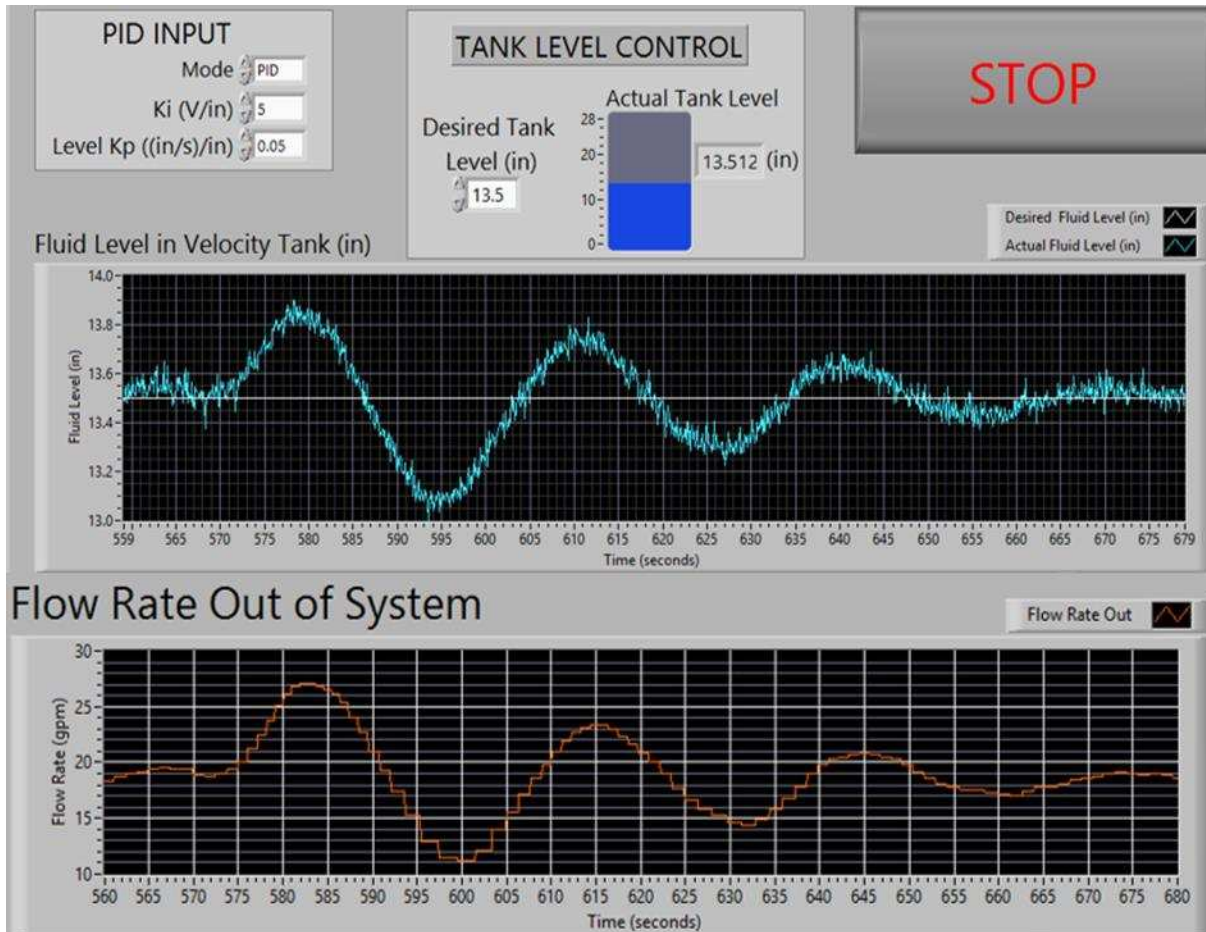 PID INPUT
Mode PID
Ki (V/in) 5
Level Kp ((in/s)/in) 0.05
TANK LEVEL CONTROL
Desired Tank
Level (in)
13.5
Actual Tank Level
28
20
10
0
13.512 (in)
STOP
Desired Fluid Level (in)
Actual Fluid Level (in)
Fluid Level in Velocity Tank (in)
14.0
13.8
13.6
13.4
13.2
13.0
Fluid Level (in)
559 565 570 575 580 585 590 595 600 605 610 615 620 625 630 635 640 645 650 655 660 665 670 675 679
Time (seconds)
Flow Rate Out of System
Flow Rate Out
30
25
20
15
10
Flow Rate (gpm)
560 565 570 575 580 585 590 595 600 605 610 615 620 625 630 635 640 645 650 655 660 665 670 675 680
Time (seconds)